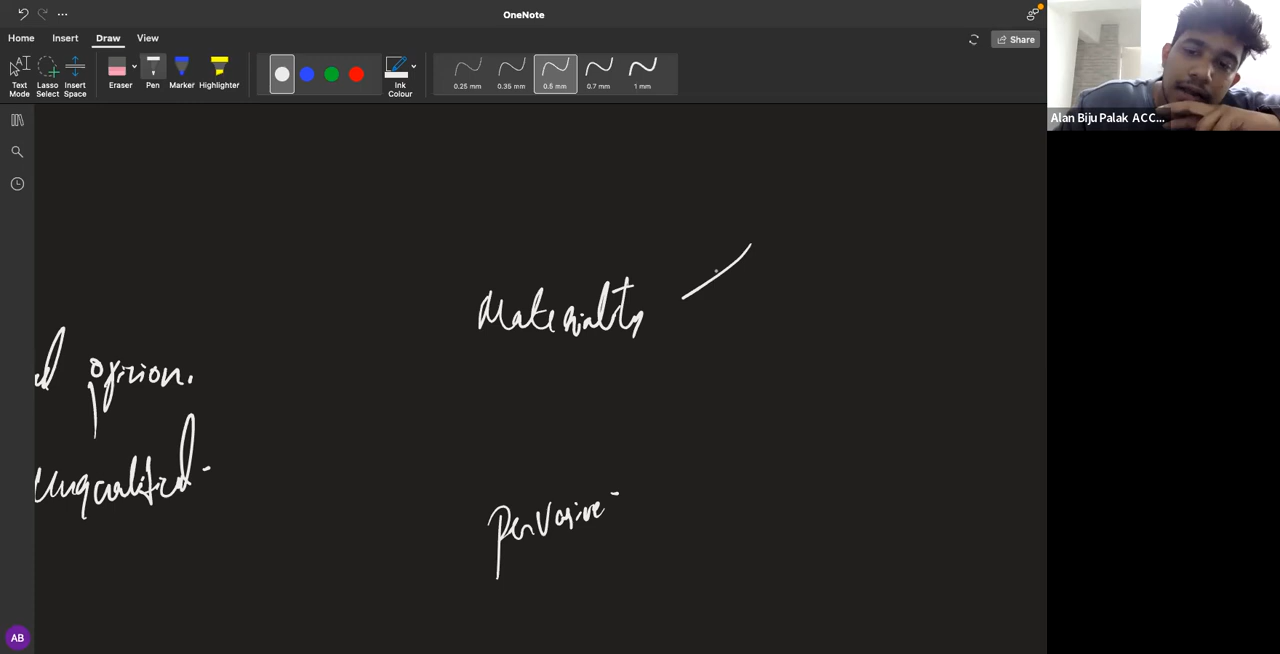 OneNote
Home Insert Draw View
Share
Text Mode
Lasso Select
Insert Space
Eraser
Pen
Marker
Highlighter
Ink Colour
0.25 mm
0.35 mm
0.5 mm
0.7 mm
1 mm
Alan Biju Palak ACC...
Materiality
opinion.
unqualified
pervasive
AB